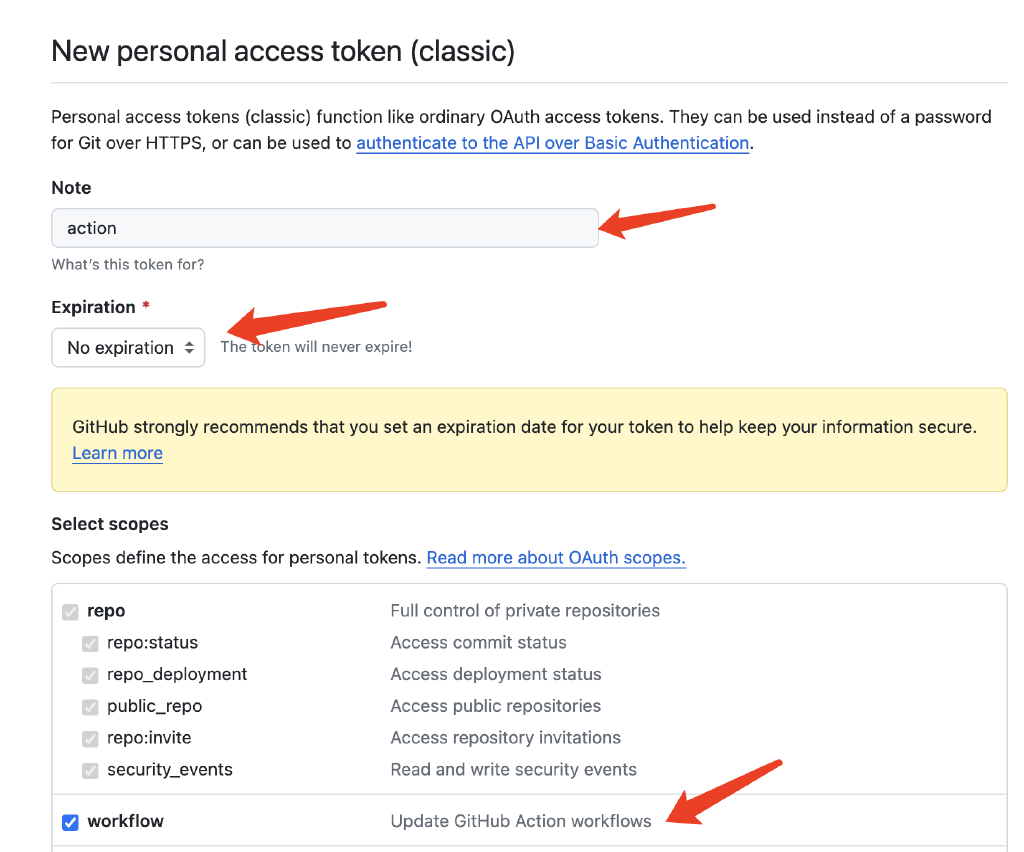 New personal access token (classic)
Personal access tokens (classic) function like ordinary OAuth access tokens. They can be used instead of a password
for Git over HTTPS, or can be used to authenticate to the API over Basic Authentication.
Note
action
What's this token for?
Expiration *
No expiration The token will never expire!
GitHub strongly recommends that you set an expiration date for your token to help keep your information secure.
Learn more
Select scopes
Scopes define the access for personal tokens. Read more about OAuth scopes.
repo Full control of private repositories
repo:status Access commit status
repo_deployment Access deployment status
public_repo Access public repositories
repo:invite Access repository invitations
security_events Read and write security events
workflow Update GitHub Action workflows